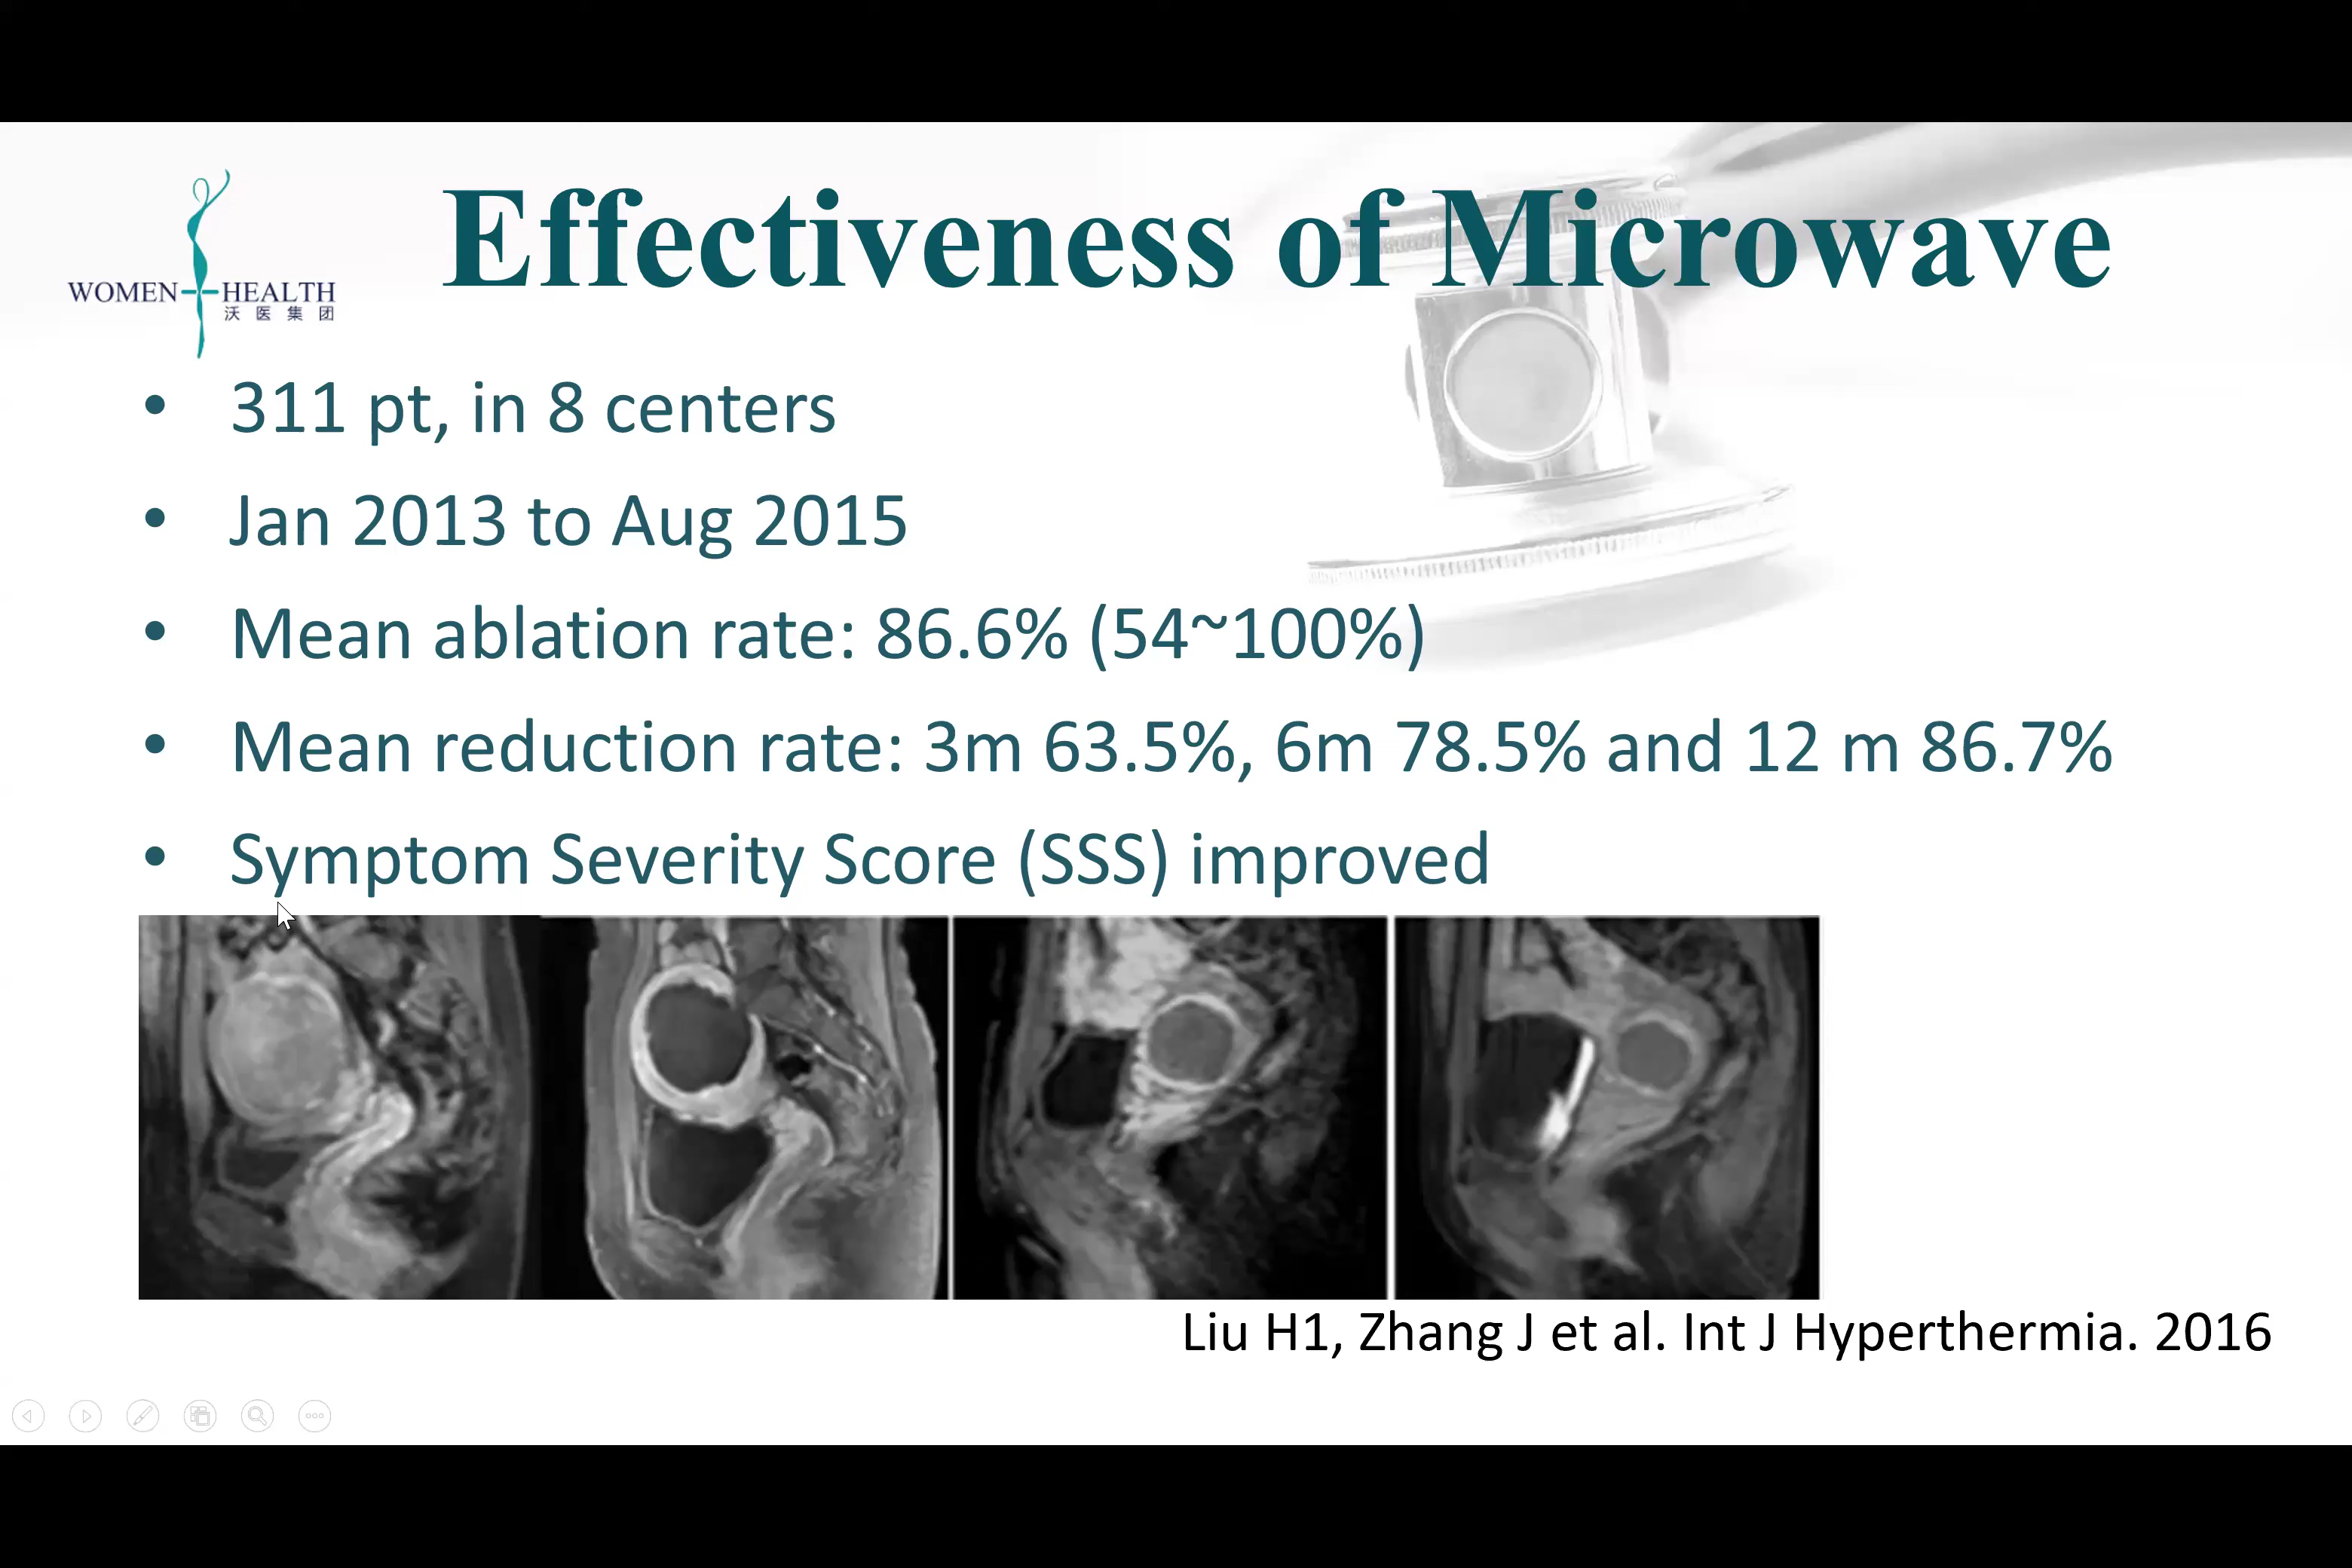 Effectiveness of Microwave
WOMEN HEALTH
沃医集团
• 311 pt, in 8 centers
• Jan 2013 to Aug 2015
• Mean ablation rate: 86.6% (54~100%)
• Mean reduction rate: 3m 63.5%, 6m 78.5% and 12 m 86.7%
• Symptom Severity Score (SSS) improved
Liu H1, Zhang J et al. Int J Hyperthermia. 2016